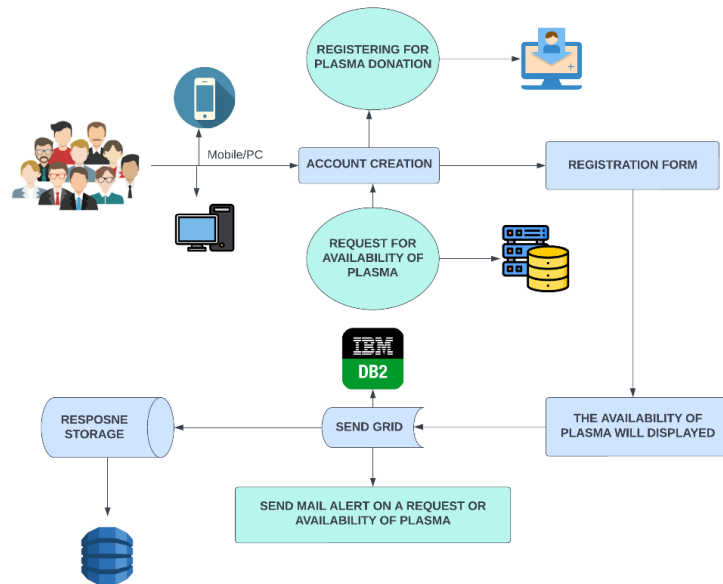 REGISTERING FOR
PLASMA DONATION
Mobile/PC
ACCOUNT CREATION
REGISTRATION FORM
REQUEST FOR
AVAILABILITY OF
PLASMA
IBM
DB2
RESPOSNE
STORAGE
SEND GRID
THE AVAILABILITY OF
PLASMA WILL DISPLAYED
SEND MAIL ALERT ON A REQUEST OR
AVAILABILITY OF PLASMA